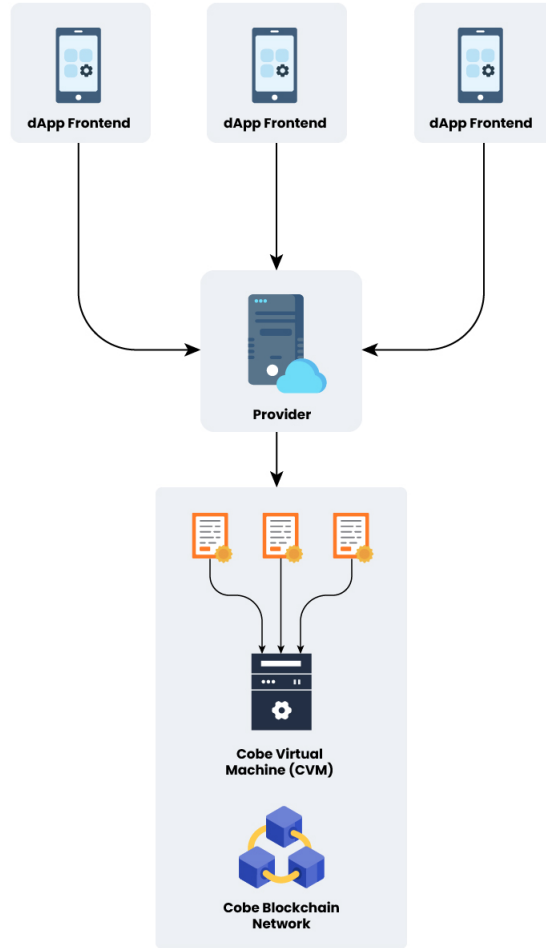 dApp Frontend
dApp Frontend
dApp Frontend
Provider
Cobe Virtual
Machine (CVM)
Cobe Blockchain
Network